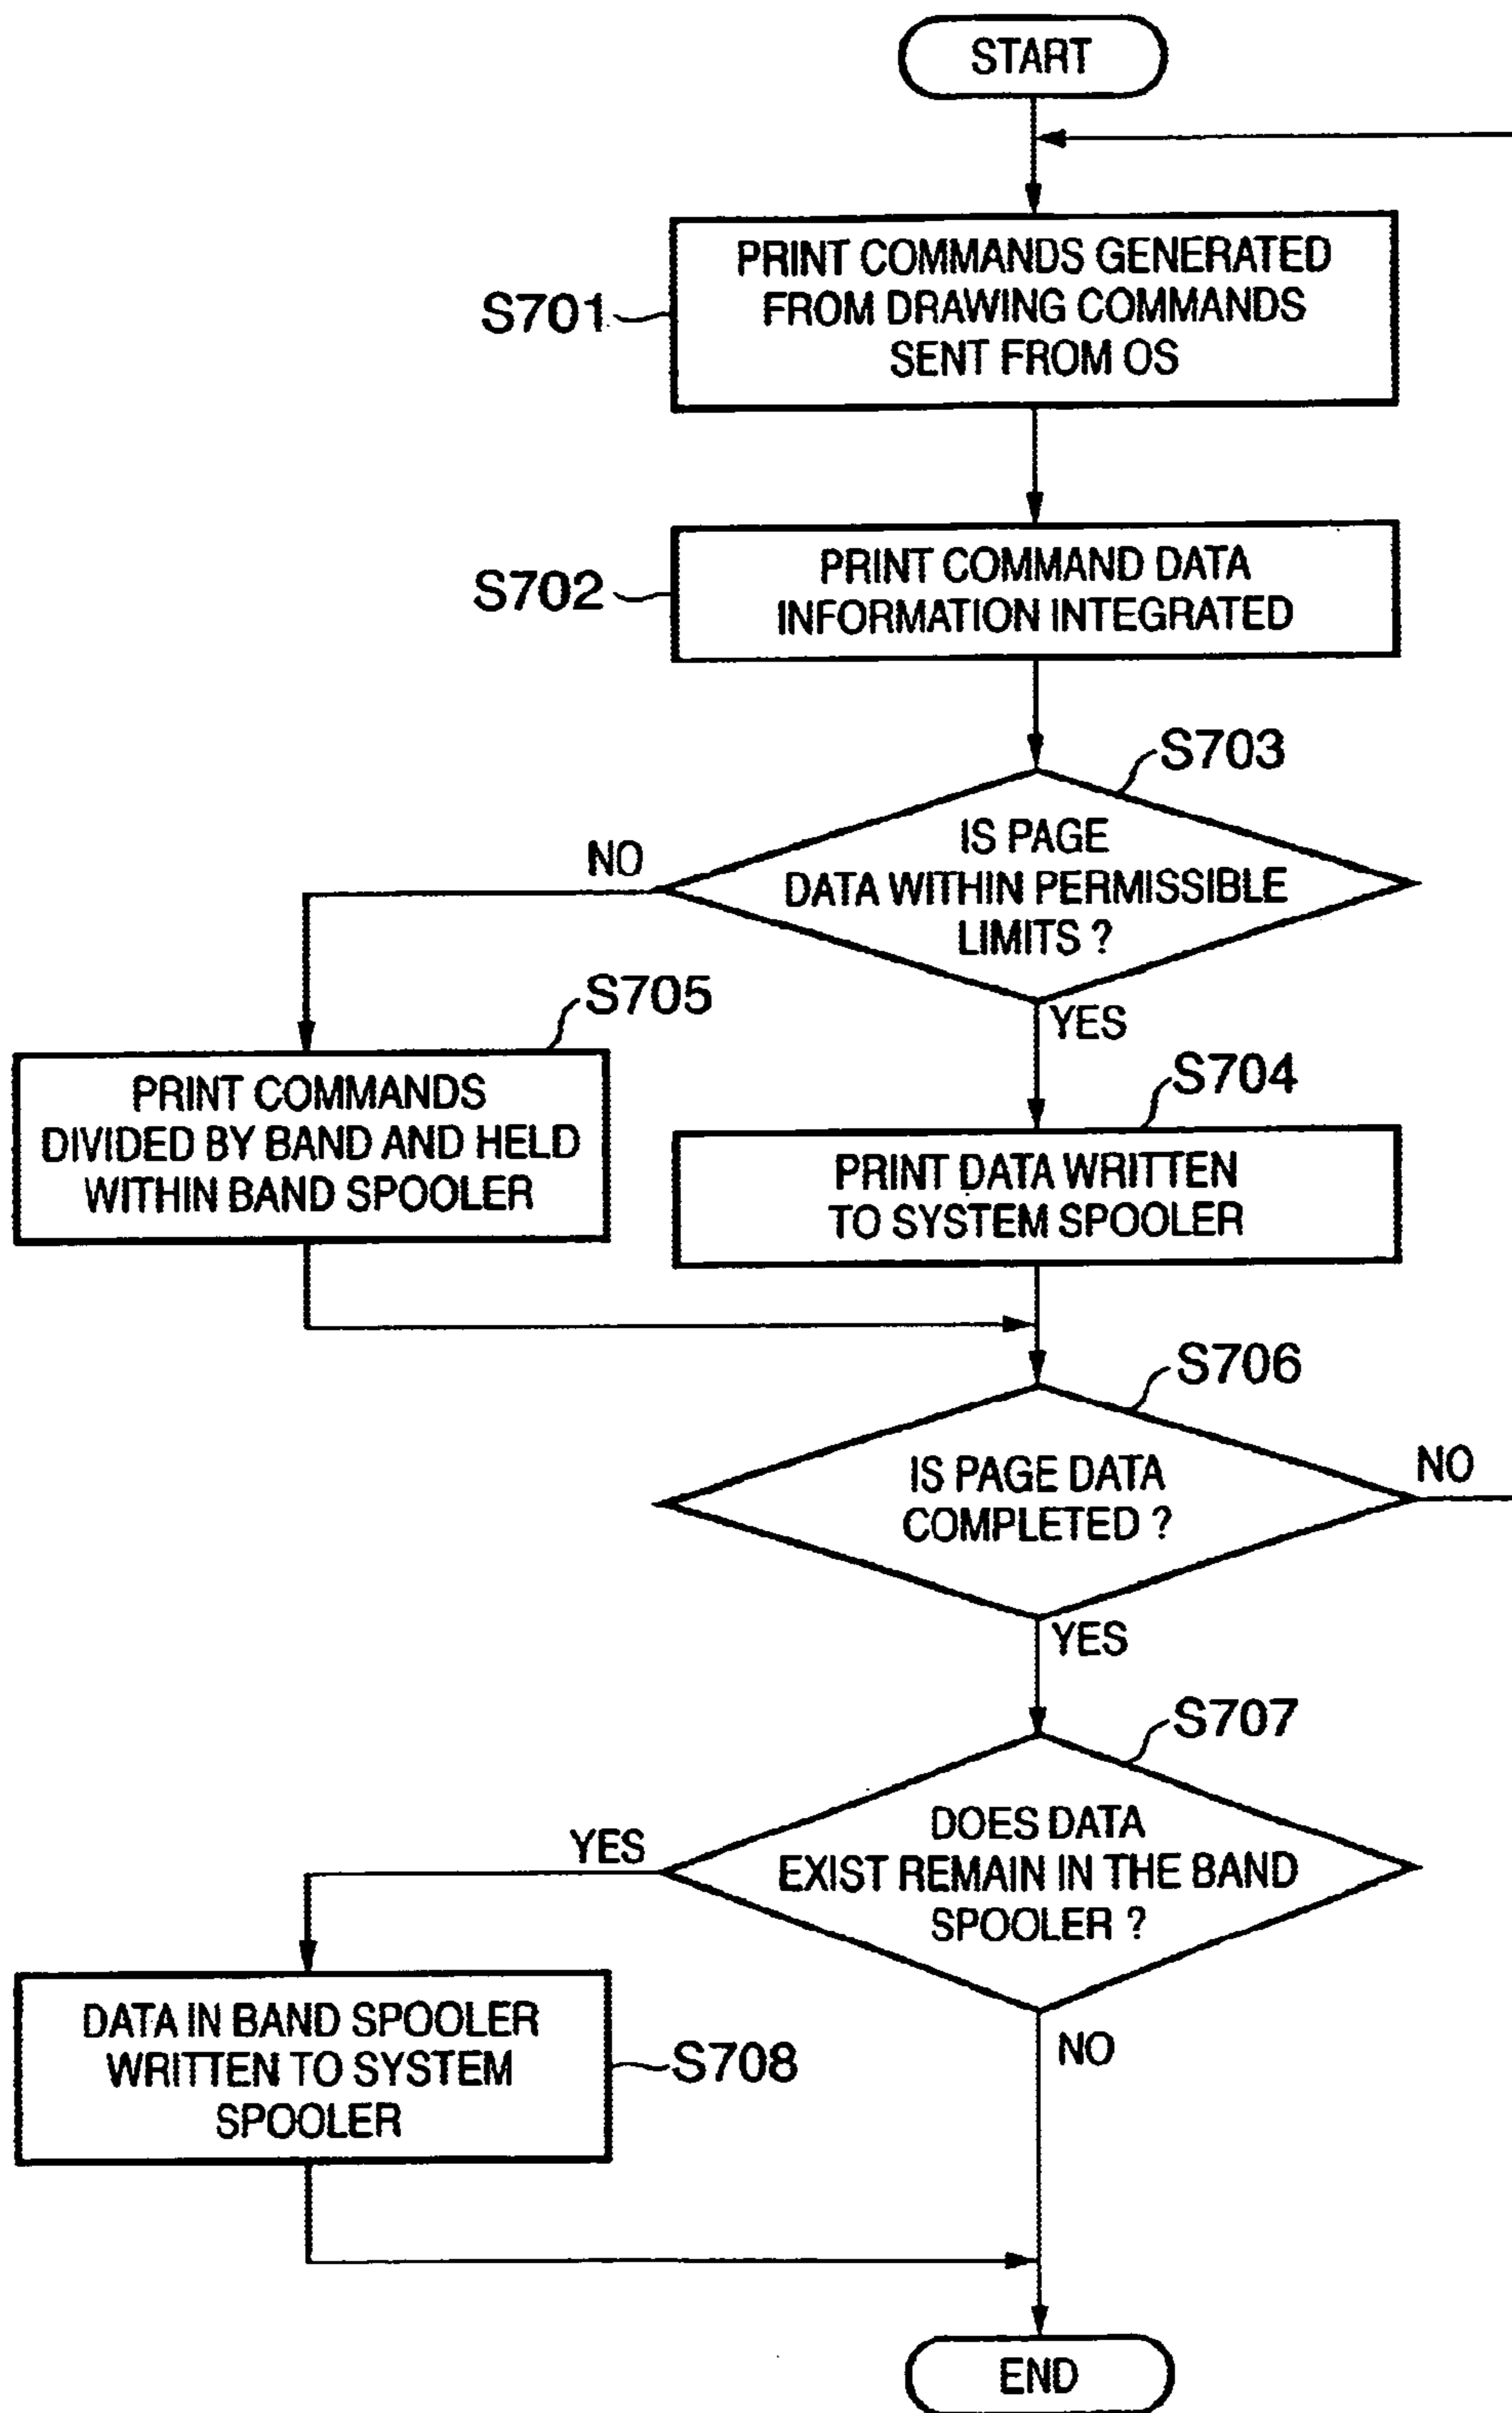 START
PRINT COMMANDS GENERATED
FROM DRAWING COMMANDS
SENT FROM OS
S701
PRINT COMMAND DATA
INFORMATION INTEGRATED
S702
S703
IS PAGE
DATA WITHIN PERMISSIBLE
LIMITS ?
NO
YES
S705
PRINT COMMANDS
DIVIDED BY BAND AND HELD
WITHIN BAND SPOOLER
S704
PRINT DATA WRITTEN
TO SYSTEM SPOOLER
S706
IS PAGE DATA
COMPLETED ?
NO
YES
S707
DOES DATA
EXIST REMAIN IN THE BAND
SPOOLER ?
YES
NO
DATA IN BAND SPOOLER
WRITTEN TO SYSTEM
SPOOLER
S708
END